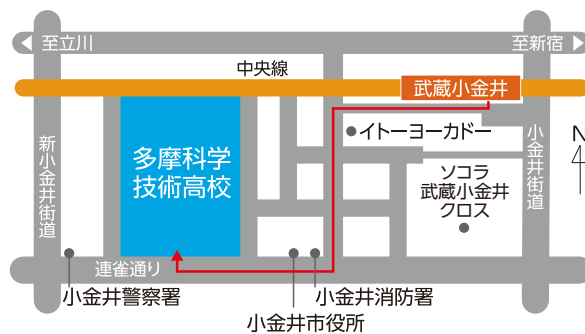 至立川
至新宿
中央線
武蔵小金井
イトーヨーカドー
新小金井街道
多摩科学
技術高校
小金井街道
N
ソコラ
武蔵小金井
クロス
連雀通り
小金井警察署
小金井消防署
小金井市役所